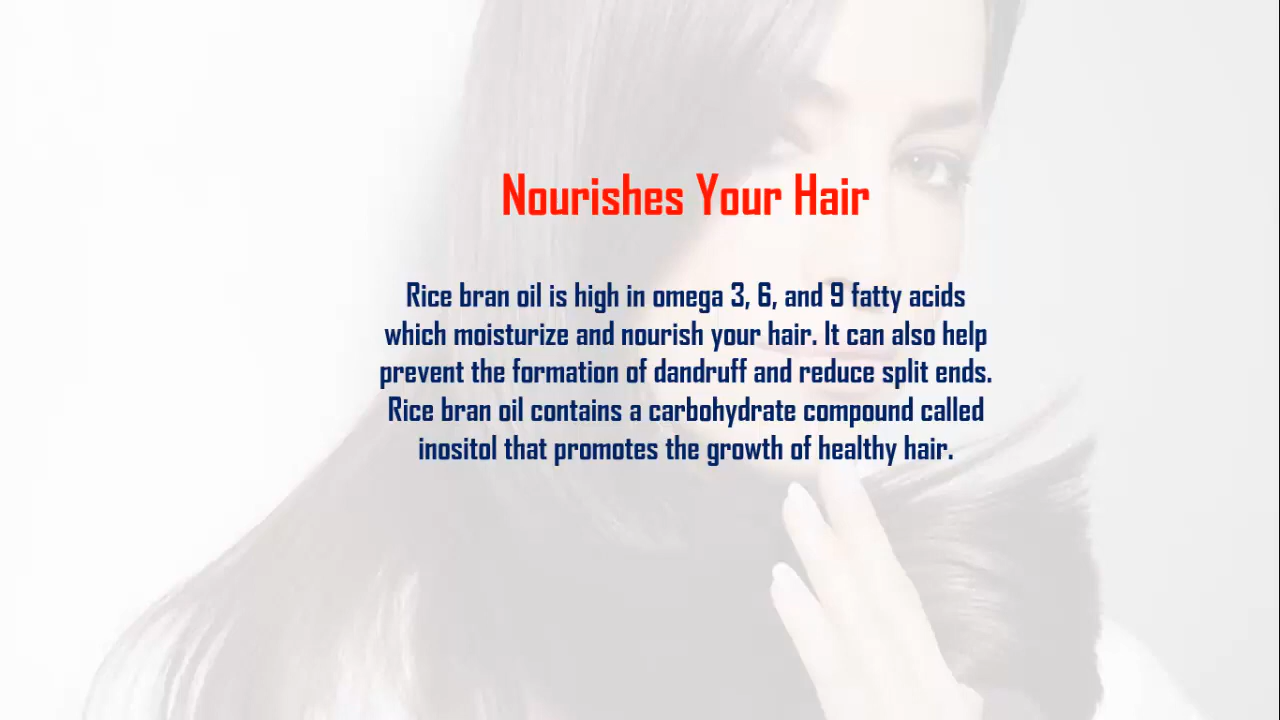 Nourishes Your Hair
Rice bran oil is high in omega 3, 6, and 9 fatty acids
which moisturize and nourish your hair. It can also help
prevent the formation of dandruff and reduce split ends.
Rice bran oil contains a carbohydrate compound called
inositol that promotes the growth of healthy hair.